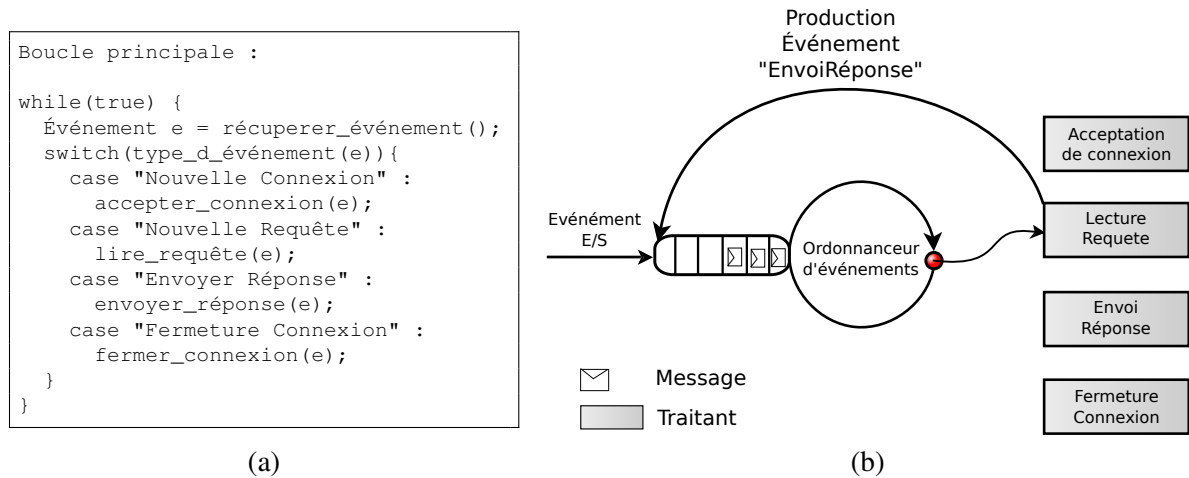 Boucle principale :
while(true) {
Événement e = récuperer_événement();
switch(type_d_événement(e)){
case "Nouvelle Connexion" :
accepter_connexion(e);
case "Nouvelle Requête" :
lire_requête(e);
case "Envoyer Réponse" :
envoyer_réponse(e);
case "Fermeture Connexion" :
fermer_connexion(e);
}
}
(a)
Production
Événement
"EnvoiRéponse"
Evénémént
E/S
Ordonnanceur
d'événements
Acceptation
de connexion
Lecture
Requete
Envoi
Réponse
Fermeture
Connexion
Message
Traitant
(b)